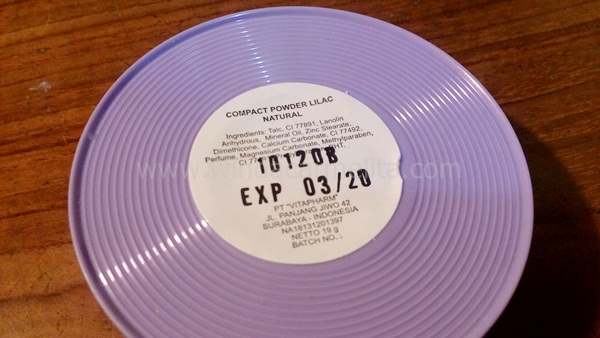 COMPACT POWDER LILAC
NATURAL
Ingredients: Talc, CI 77891, Lanolin
Anhydrous, Mineral Oil, Zinc Stearate,
Dimethicone, Calcium Carbonate, CI 77492,
Perfume, Magnesium Carbonate, Methylparaben,
CI HT,
101208
EXP 03/20
PT "VITAPHARM"
JL. PANJANG JIWO 42
SURABAYA - INDONESIA
NA18131201397
NETTO 19 g
BATCH NO. :